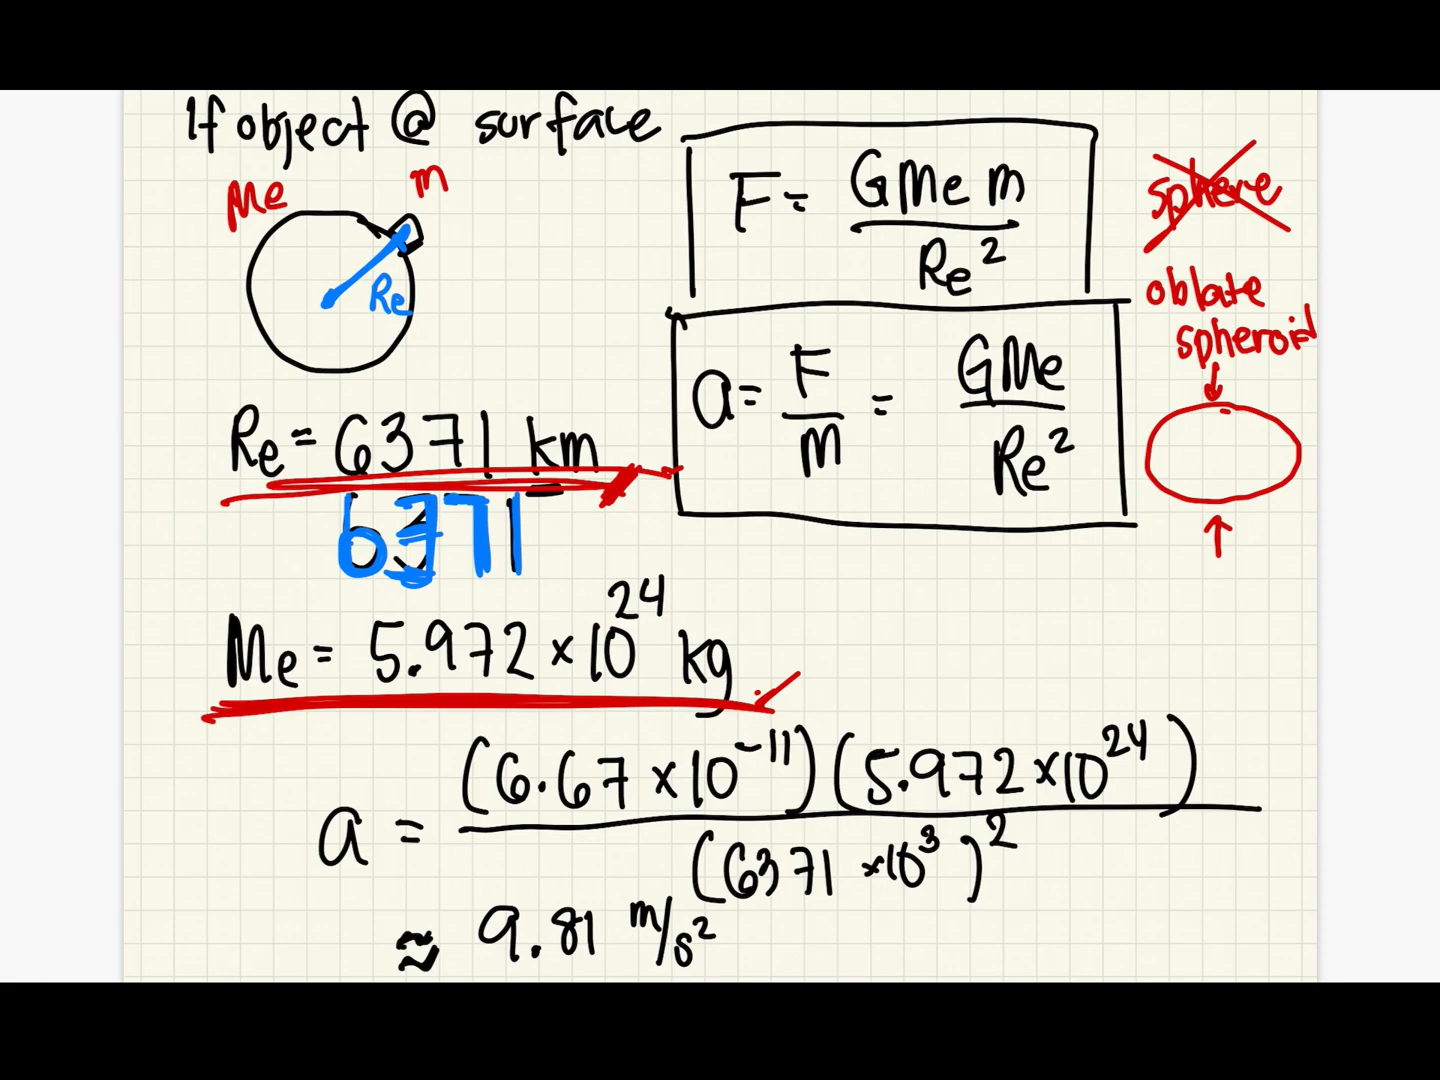 If object @ surface
Me m
Re
F = GMe m / Re²
a = F / m = GMe / Re²
sphere
oblate
spheroid
Re = 6371 km
6371
Me = 5.972 × 10²⁴ kg
a = (6.67 × 10⁻¹¹)(5.972 × 10²⁴) / (6371 × 10³)²
≈ 9.81 m/s²